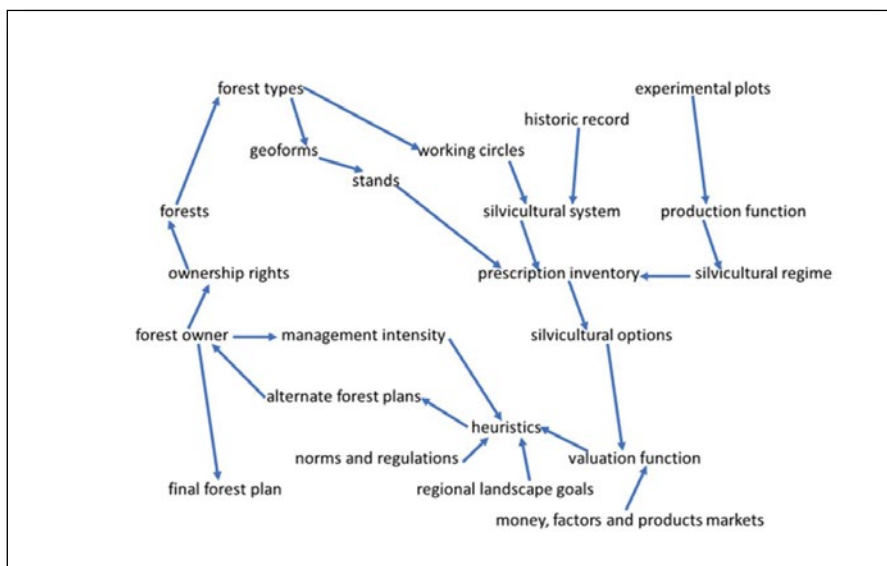 forest types
experimental plots
historic record
geoforms
working circles
stands
forests
silvicultural system
production function
ownership rights
prescription inventory
silvicultural regime
forest owner
management intensity
silvicultural options
alternate forest plans
heuristics
norms and regulations
valuation function
final forest plan
regional landscape goals
money, factors and products markets